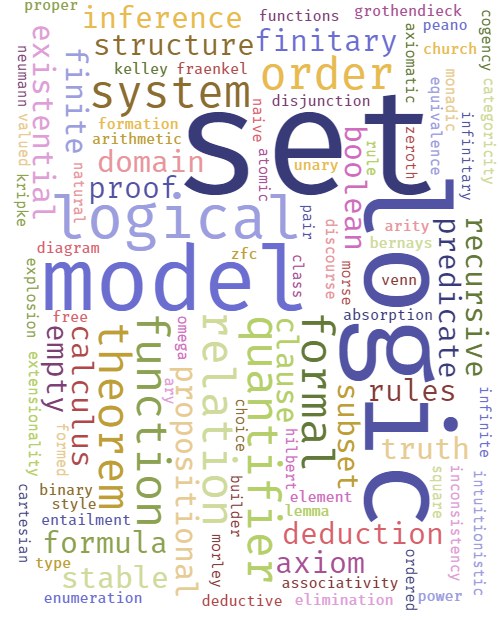 proper
inference
functions
grothendieck
peano
cogency
structure
finitary
axiomatic
church
existential
neumann
finite
kelley
fraenkel
order
monadic
categoricity
system
disjunction
equivalence
valued
formation
arithmetic
naive
atomic
set
boolean
rule
zeroth
infinitary
kripke
natural
domain
unary
proof
logical
pair
discourse
arity
bernays
predicate
recursive
diagram
zfc
class
morse
venn
logic
explosion
model
absorption
free
empty
calculus
theorem
function
omega
ary
relation
quantifier
clause
formal
extensionality
formed
propositional
choice
hilbert
subset
rules
infinite
truth
binary
style
builder
element
lemma
square
inconsistency
intuitionistic
cartesian
entailment
formula
morley
deduction
type
stable
axiom
ordered
associativity
enumeration
deductive
elimination
power